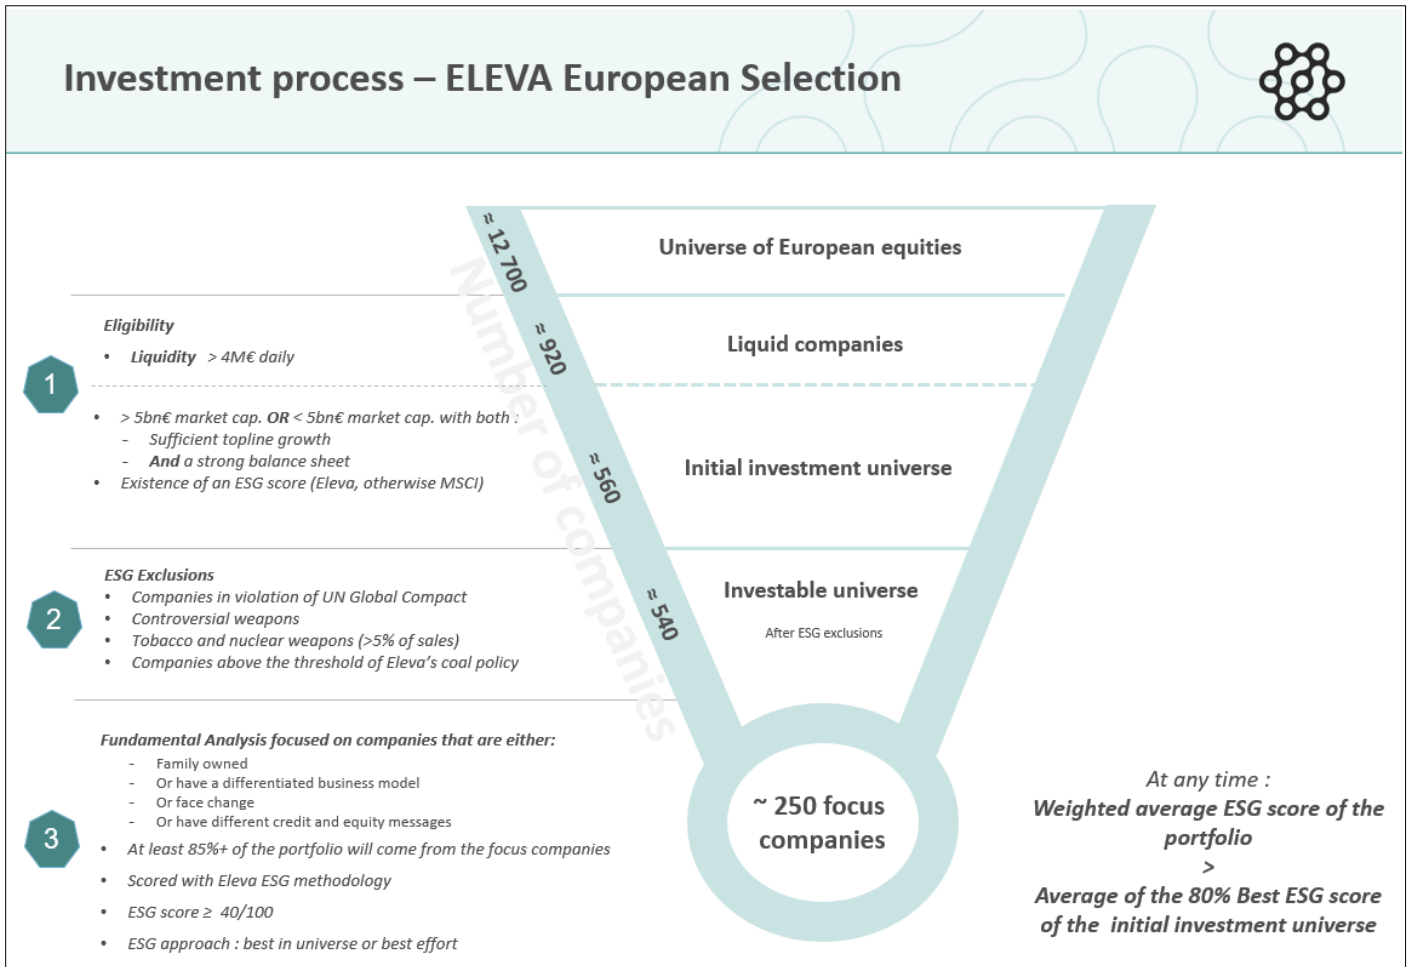 Investment process – ELEVA European Selection
≈ 12 700
Universe of European equities
Number of companies
Eligibility
• Liquidity > 4M€ daily
≈ 920
Liquid companies
1
• > 5bn€ market cap. OR < 5bn€ market cap. with both :
- Sufficient topline growth
- And a strong balance sheet
• Existence of an ESG score (Eleva, otherwise MSCI)
≈ 560
Initial investment universe
ESG Exclusions
• Companies in violation of UN Global Compact
• Controversial weapons
• Tobacco and nuclear weapons (>5% of sales)
• Companies above the threshold of Eleva's coal policy
2
≈ 540
Investable universe
After ESG exclusions
Fundamental Analysis focused on companies that are either:
- Family owned
- Or have a differentiated business model
- Or face change
- Or have different credit and equity messages
• At least 85%+ of the portfolio will come from the focus companies
• Scored with Eleva ESG methodology
• ESG score ≥ 40/100
• ESG approach : best in universe or best effort
3
~ 250 focus
companies
At any time :
Weighted average ESG score of the
portfolio
>
Average of the 80% Best ESG score
of the initial investment universe